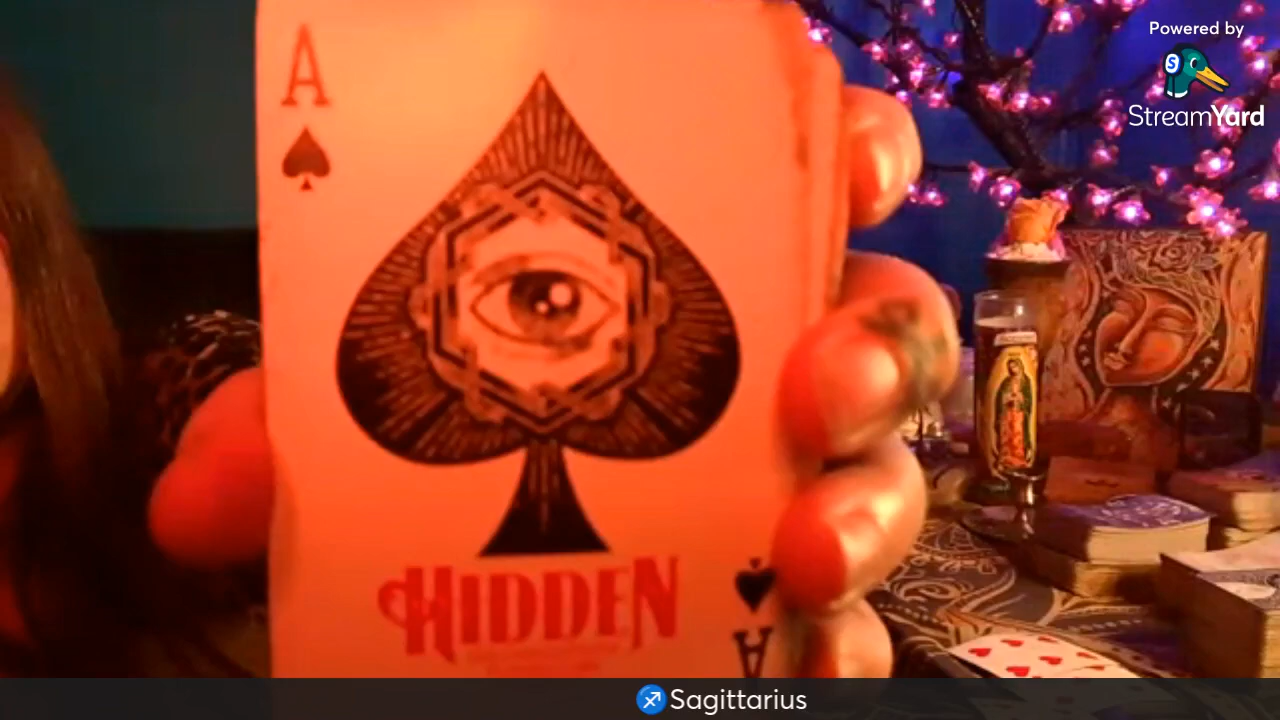 A
Powered by
S
StreamYard
HIDDEN
A
♐Sagittarius